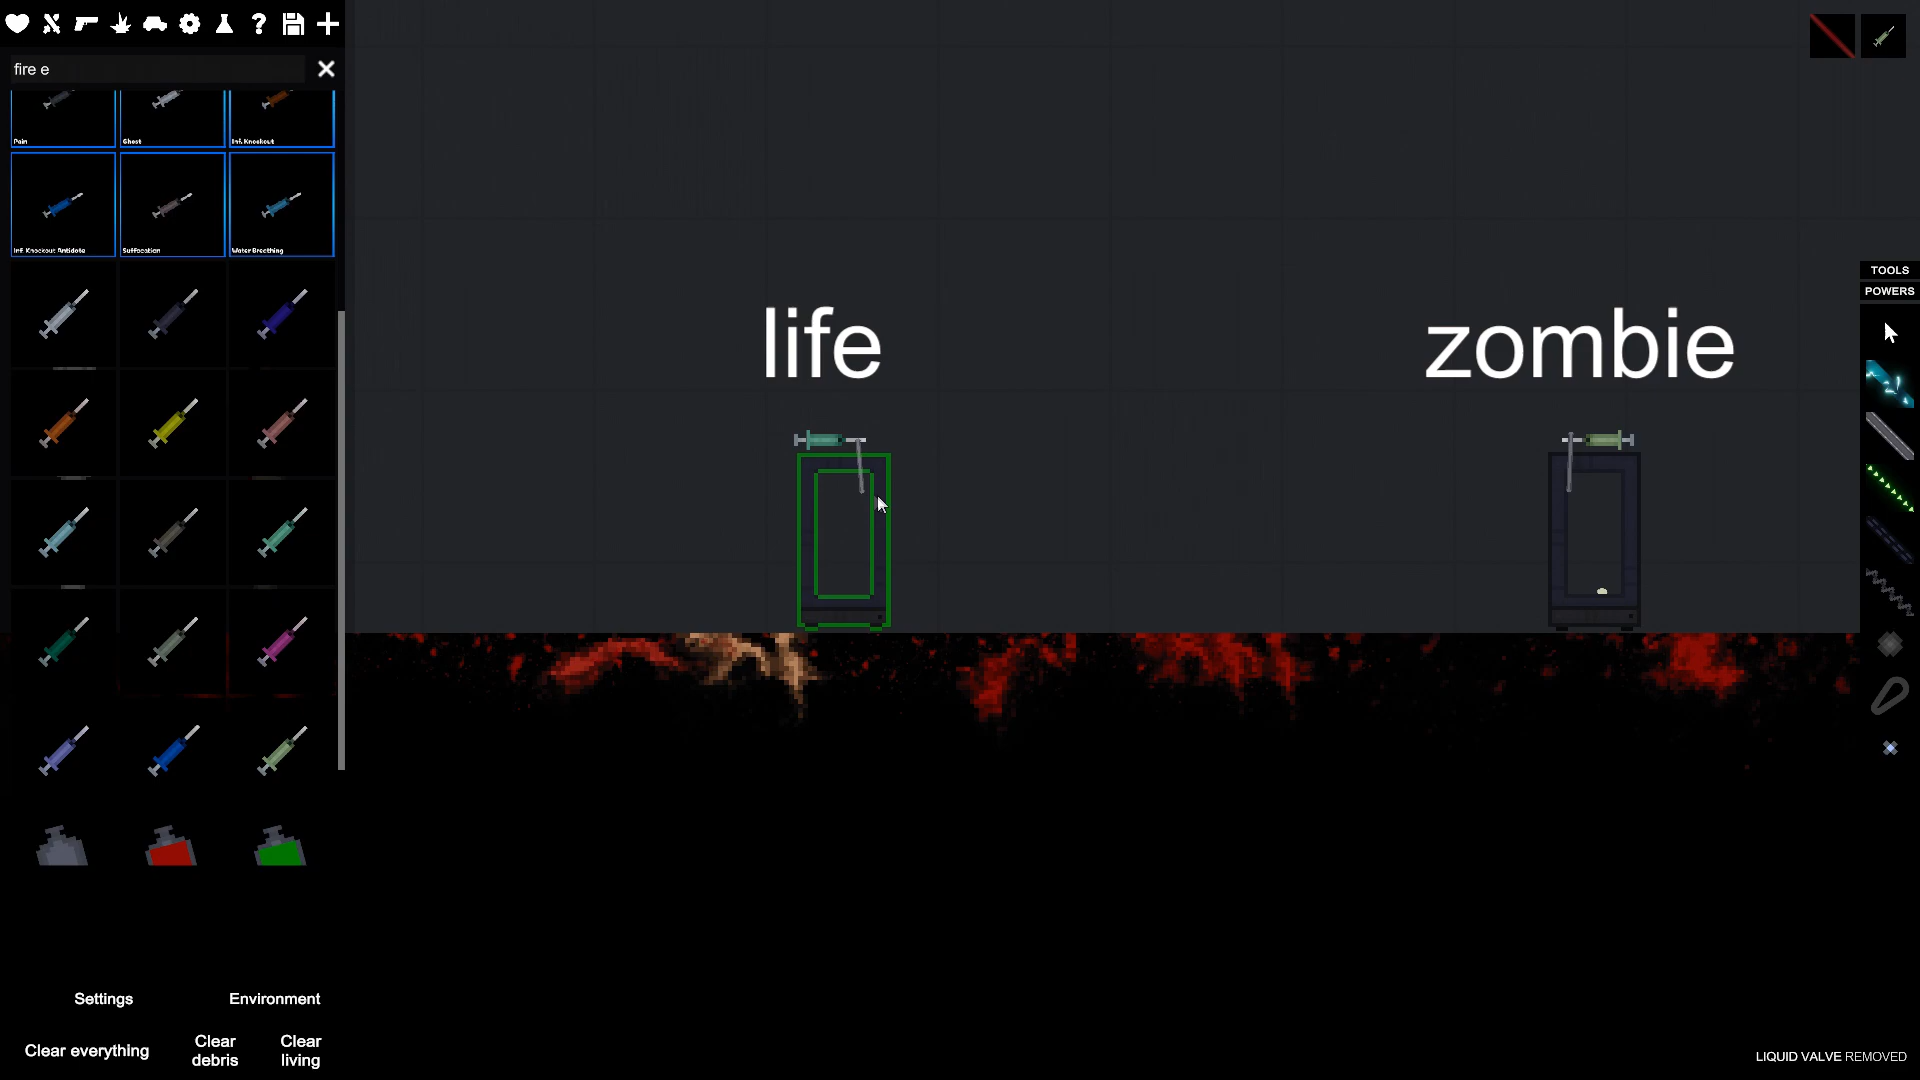 fire e
Pain
Ghost
Inf. Knockout
Inf. Knockout Antidote
Suffocation
Water Breathing
life
zombie
TOOLS
POWERS
Settings
Environment
Clear everything
Clear
debris
Clear
living
LIQUID VALVE REMOVED